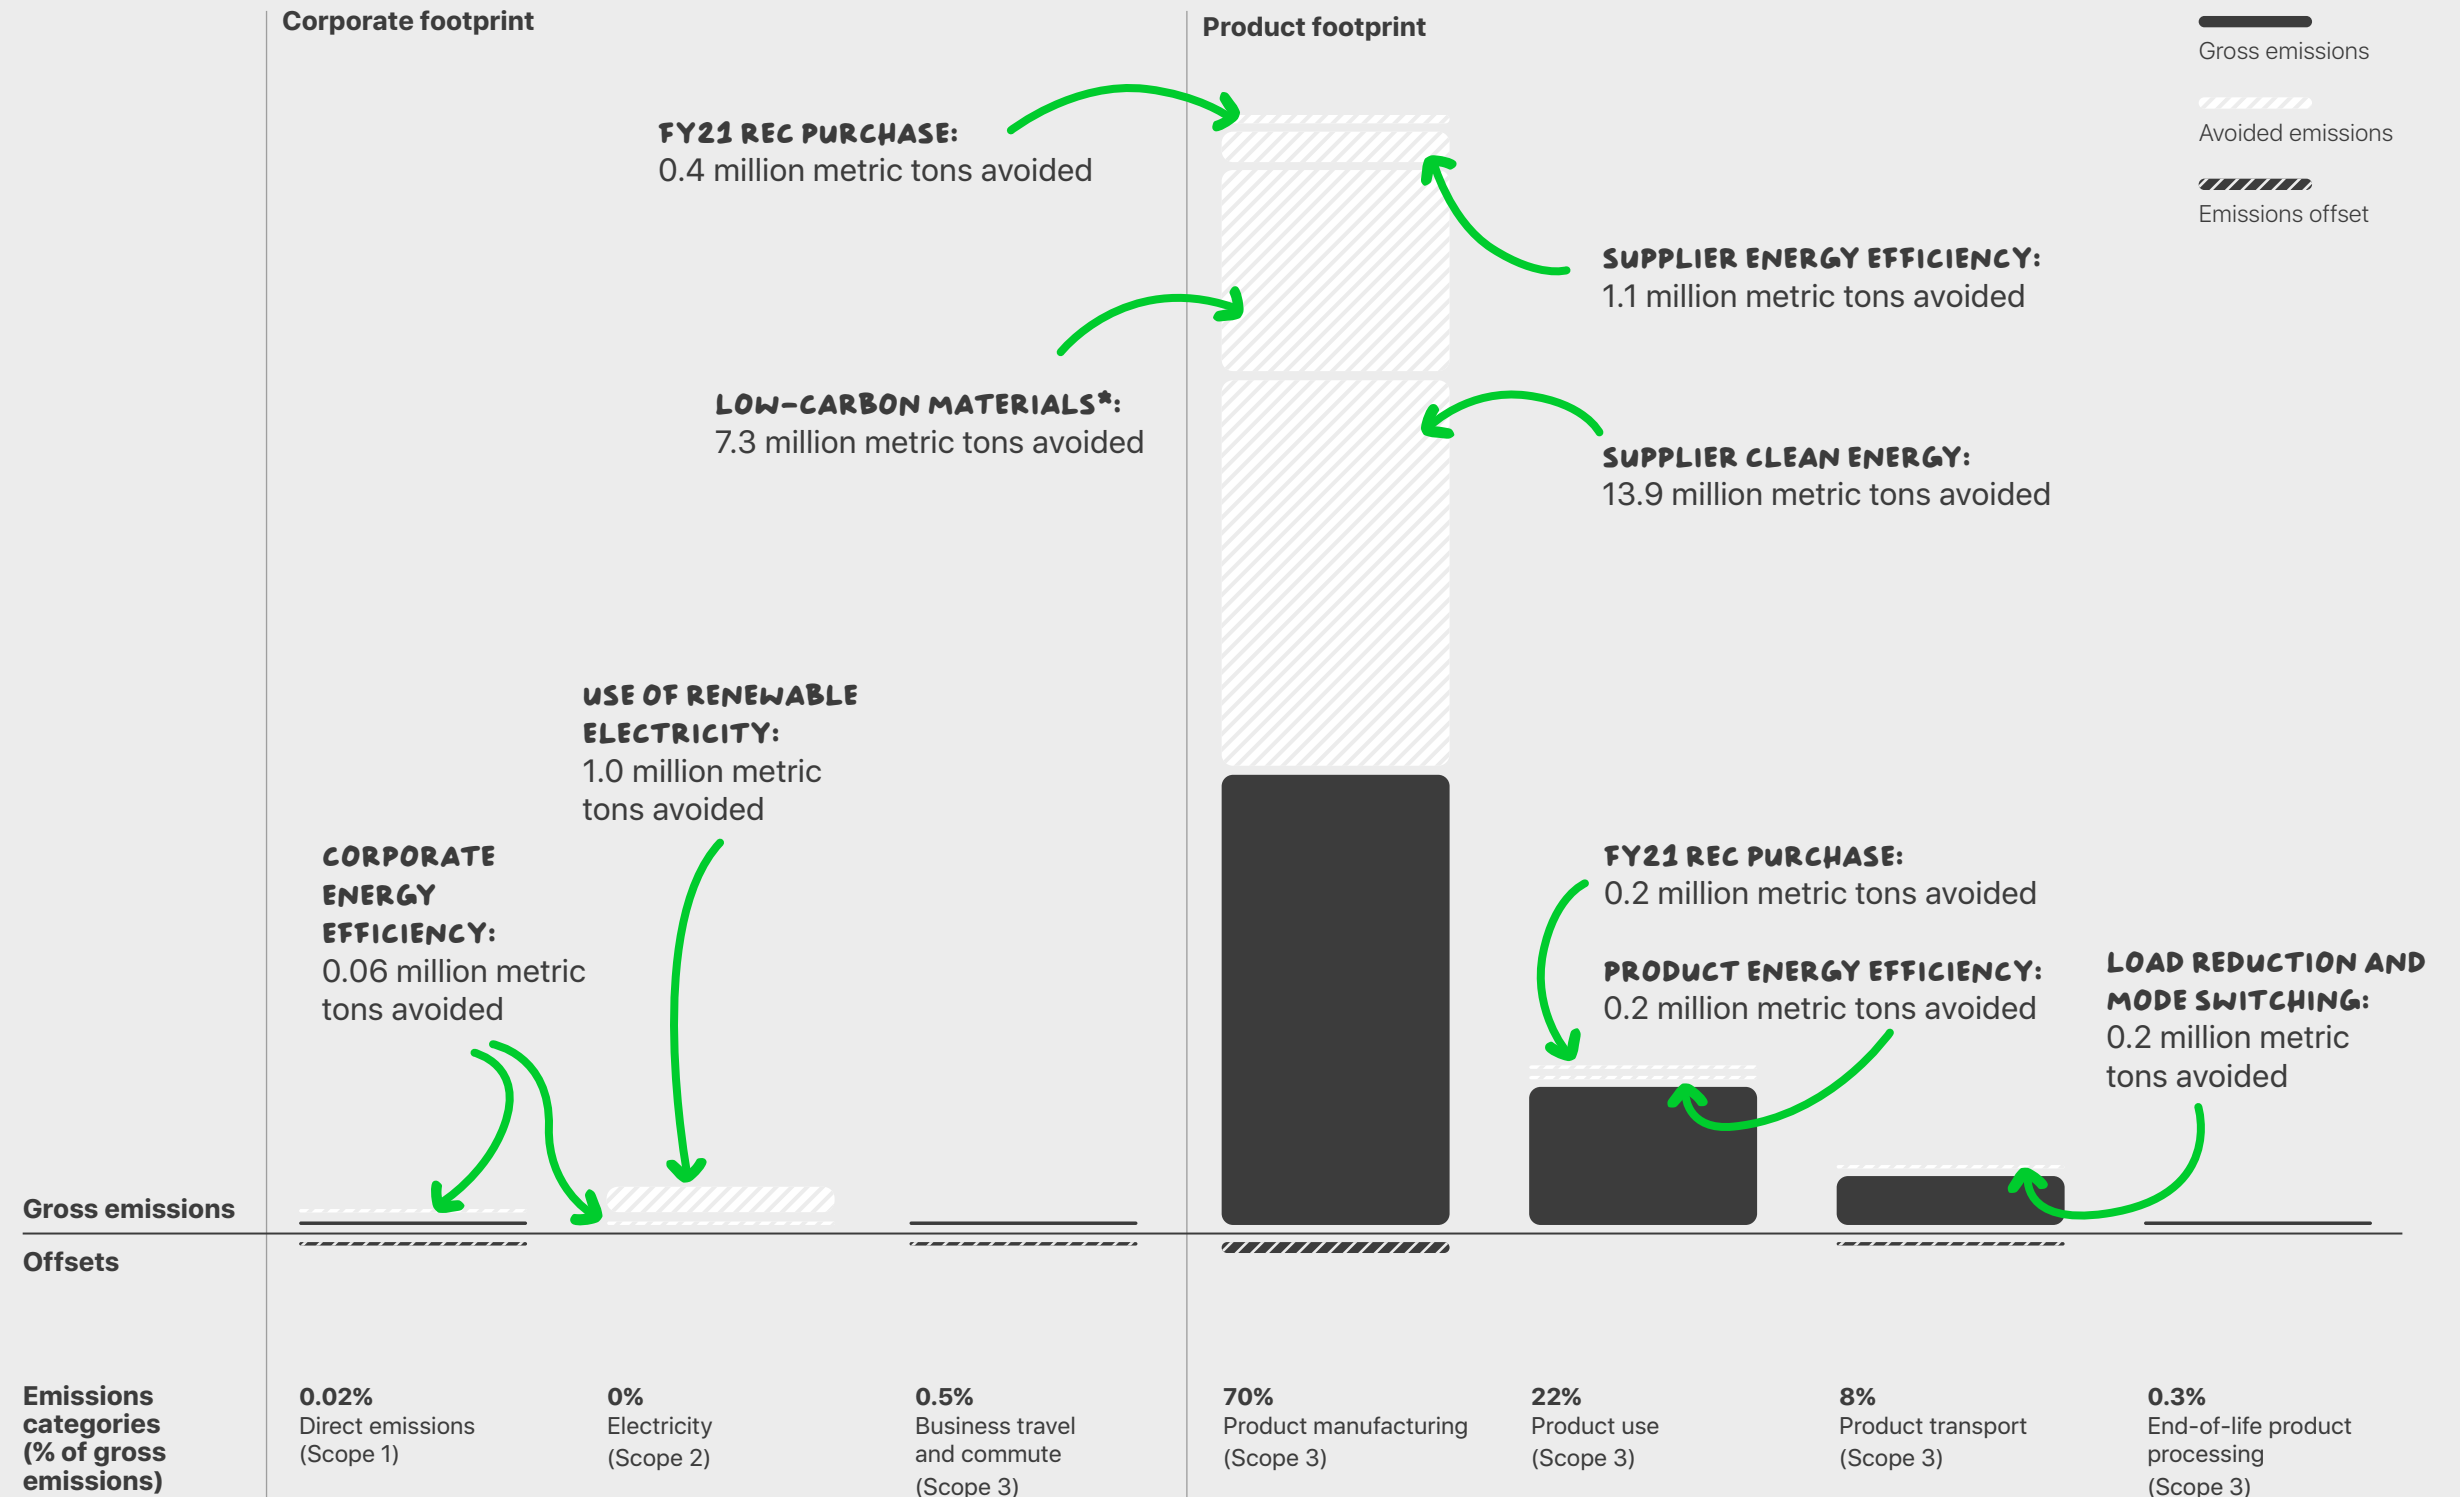 Corporate footprint
Product footprint
Gross emissions
Avoided emissions
Emissions offset
FY21 REC PURCHASE:
0.4 million metric tons avoided
SUPPLIER ENERGY EFFICIENCY:
1.1 million metric tons avoided
LOW-CARBON MATERIALS*:
7.3 million metric tons avoided
SUPPLIER CLEAN ENERGY:
13.9 million metric tons avoided
USE OF RENEWABLE
ELECTRICITY:
1.0 million metric
tons avoided
CORPORATE
ENERGY
EFFICIENCY:
0.06 million metric
tons avoided
FY21 REC PURCHASE:
0.2 million metric tons avoided
PRODUCT ENERGY EFFICIENCY:
0.2 million metric tons avoided
LOAD REDUCTION AND
MODE SWITCHING:
0.2 million metric
tons avoided
Gross emissions
Offsets
Emissions
categories
(% of gross
emissions)
0.02%
Direct emissions
(Scope 1)
0%
Electricity
(Scope 2)
0.5%
Business travel
and commute
(Scope 3)
70%
Product manufacturing
(Scope 3)
22%
Product use
(Scope 3)
8%
Product transport
(Scope 3)
0.3%
End-of-life product
processing
(Scope 3)